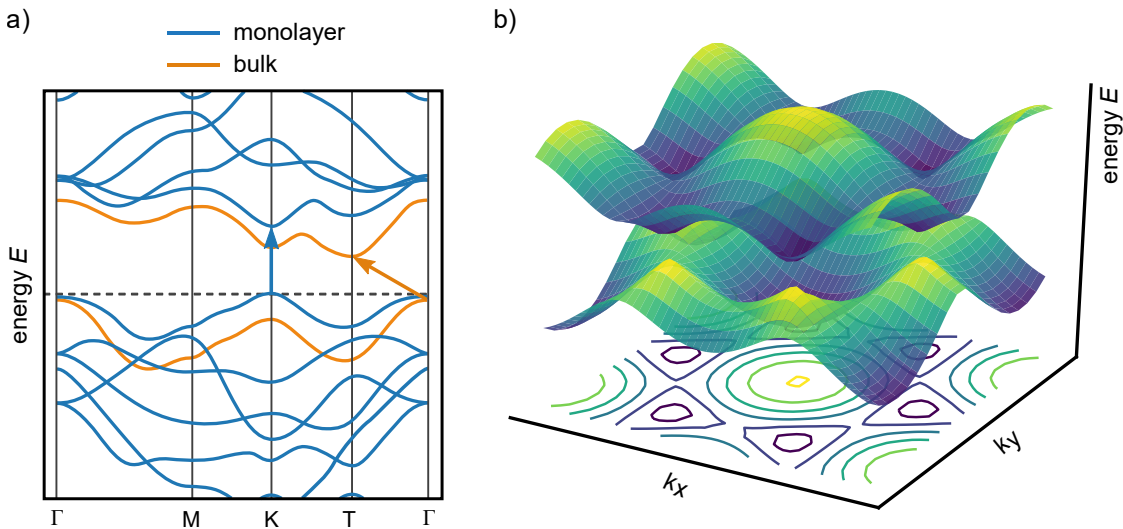 a)
monolayer
bulk
energy E
Γ M K T Γ
b)
energy E
kx
ky